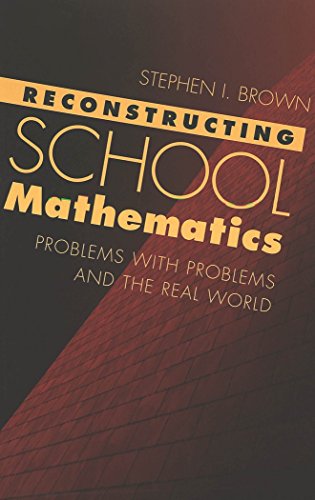 STEPHEN I. BROWN
RECONSTRUCTING
SCHOOL
Mathematics
PROBLEMS WITH PROBLEMS
AND THE REAL WORLD